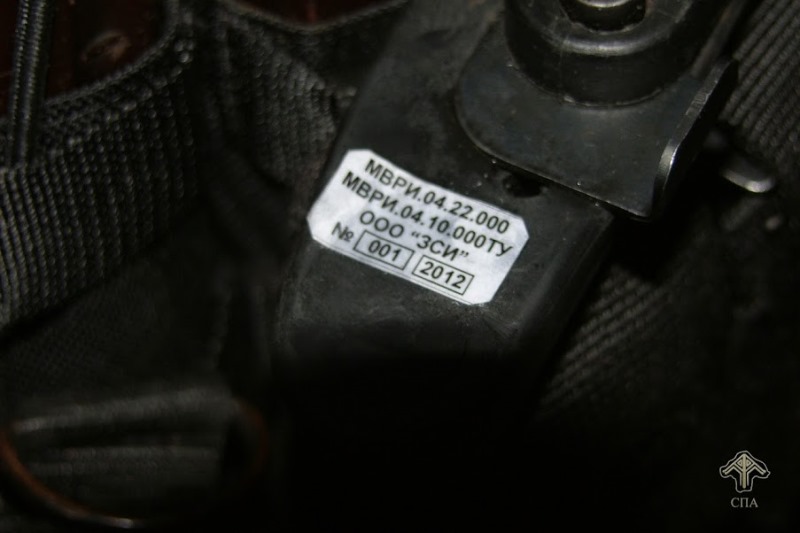 МВРИ.04.22.000
МВРИ.04.10.000ТУ
ООО "ЗСИ"
№ 001 2012
СПА